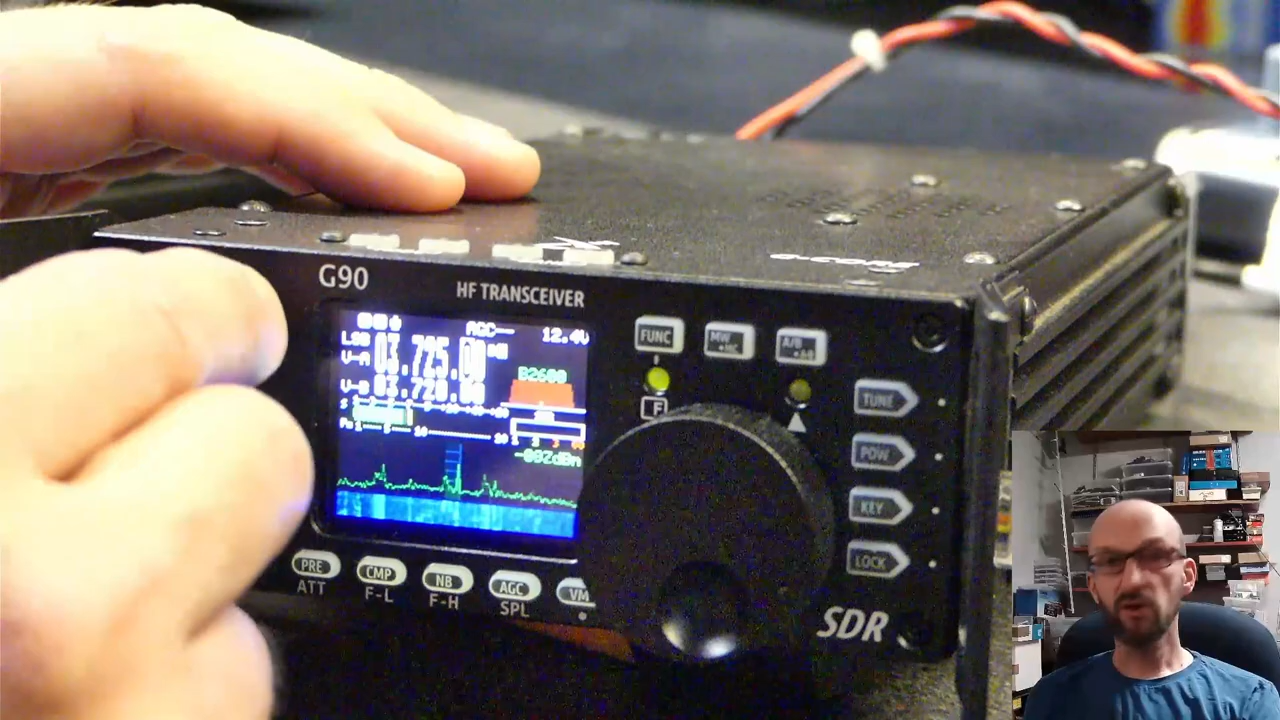 G90
HF TRANSCEIVER
FUNC
A/B
F
AGC
12.4V
03.725.00
03.720.00
B2600
TUNE
POW
KEY
LOCK
PRE
CMP
NB
AGC
VM
ATT
F-L
F-H
SPL
SDR